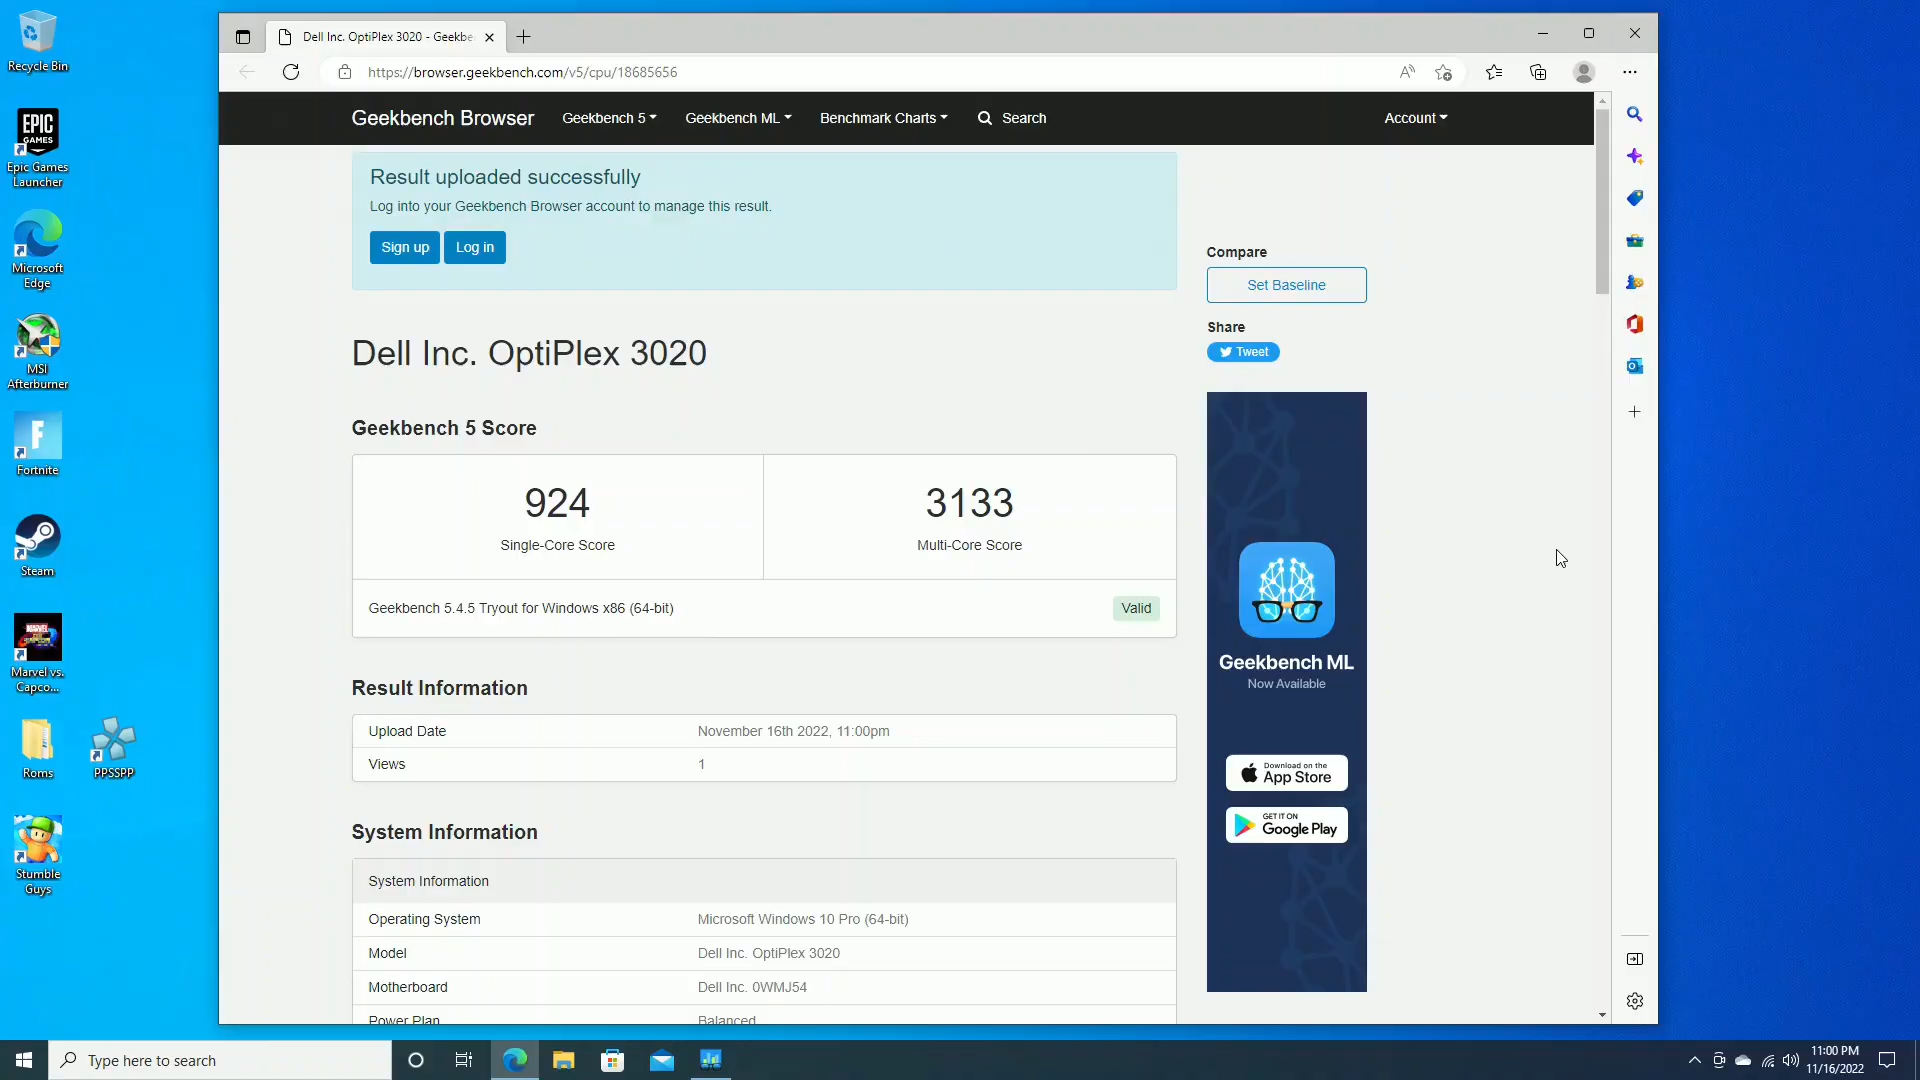 Recycle Bin
EPIC
GAMES
Epic Games
Launcher
Microsoft
Edge
MSI
Afterburner
Fortnite
Steam
Marvel vs.
Capco...
Roms
PPSSPP
Stumble
Guys
Dell Inc. OptiPlex 3020 - Geekbe
https://browser.geekbench.com/v5/cpu/18685656
Geekbench Browser
Geekbench 5
Geekbench ML
Benchmark Charts
Search
Account
Result uploaded successfully
Log into your Geekbench Browser account to manage this result.
Sign up
Log in
Compare
Set Baseline
Share
Tweet
Dell Inc. OptiPlex 3020
Geekbench 5 Score
924
Single-Core Score
3133
Multi-Core Score
Geekbench 5.4.5 Tryout for Windows x86 (64-bit)
Valid
Result Information
Upload Date
November 16th 2022, 11:00pm
Views
1
System Information
System Information
Operating System
Microsoft Windows 10 Pro (64-bit)
Model
Dell Inc. OptiPlex 3020
Motherboard
Dell Inc. 0WMJ54
Power Plan
Balanced
Geekbench ML
Now Available
Download on the
App Store
GET IT ON
Google Play
Type here to search
11:00 PM
11/16/2022